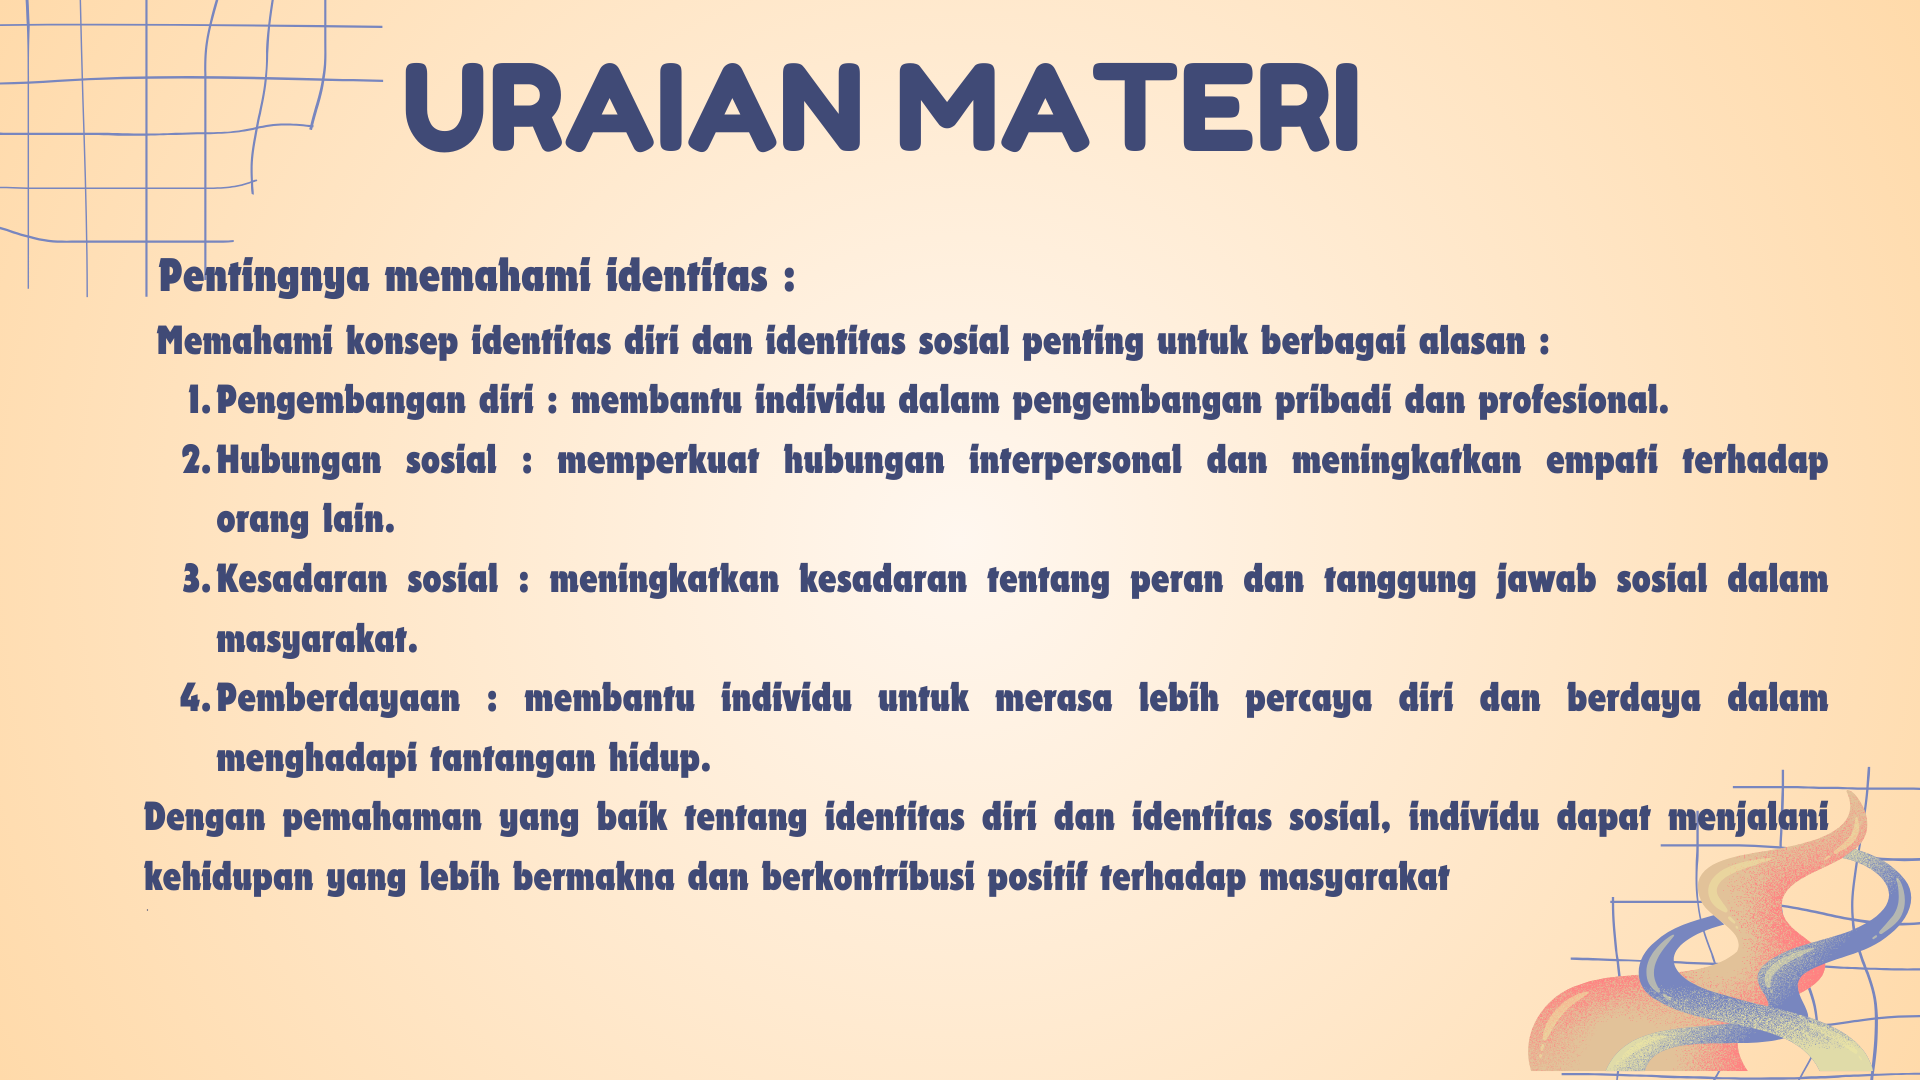 URAIAN MATERI
Pentingnya memahami identitas :
Memahami konsep identitas diri dan identitas sosial penting untuk berbagai alasan :
1. Pengembangan diri : membantu individu dalam pengembangan pribadi dan profesional.
2. Hubungan sosial : memperkuat hubungan interpersonal dan meningkatkan empati terhadap
orang lain.
3. Kesadaran sosial : meningkatkan kesadaran tentang peran dan tanggung jawab sosial dalam
masyarakat.
4. Pemberdayaan : membantu individu untuk merasa lebih percaya diri dan berdaya dalam
menghadapi tantangan hidup.
Dengan pemahaman yang baik tentang identitas diri dan identitas sosial, individu dapat menjalani
kehidupan yang lebih bermakna dan berkontribusi positif terhadap masyarakat
.